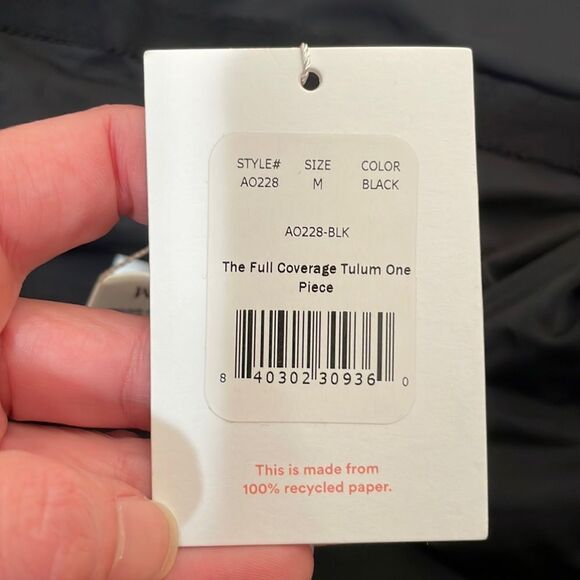 STYLE# SIZE COLOR
AO228 M BLACK
AO228-BLK
The Full Coverage Tulum One
Piece
8 40302 30936 0
This is made from
100% recycled paper.